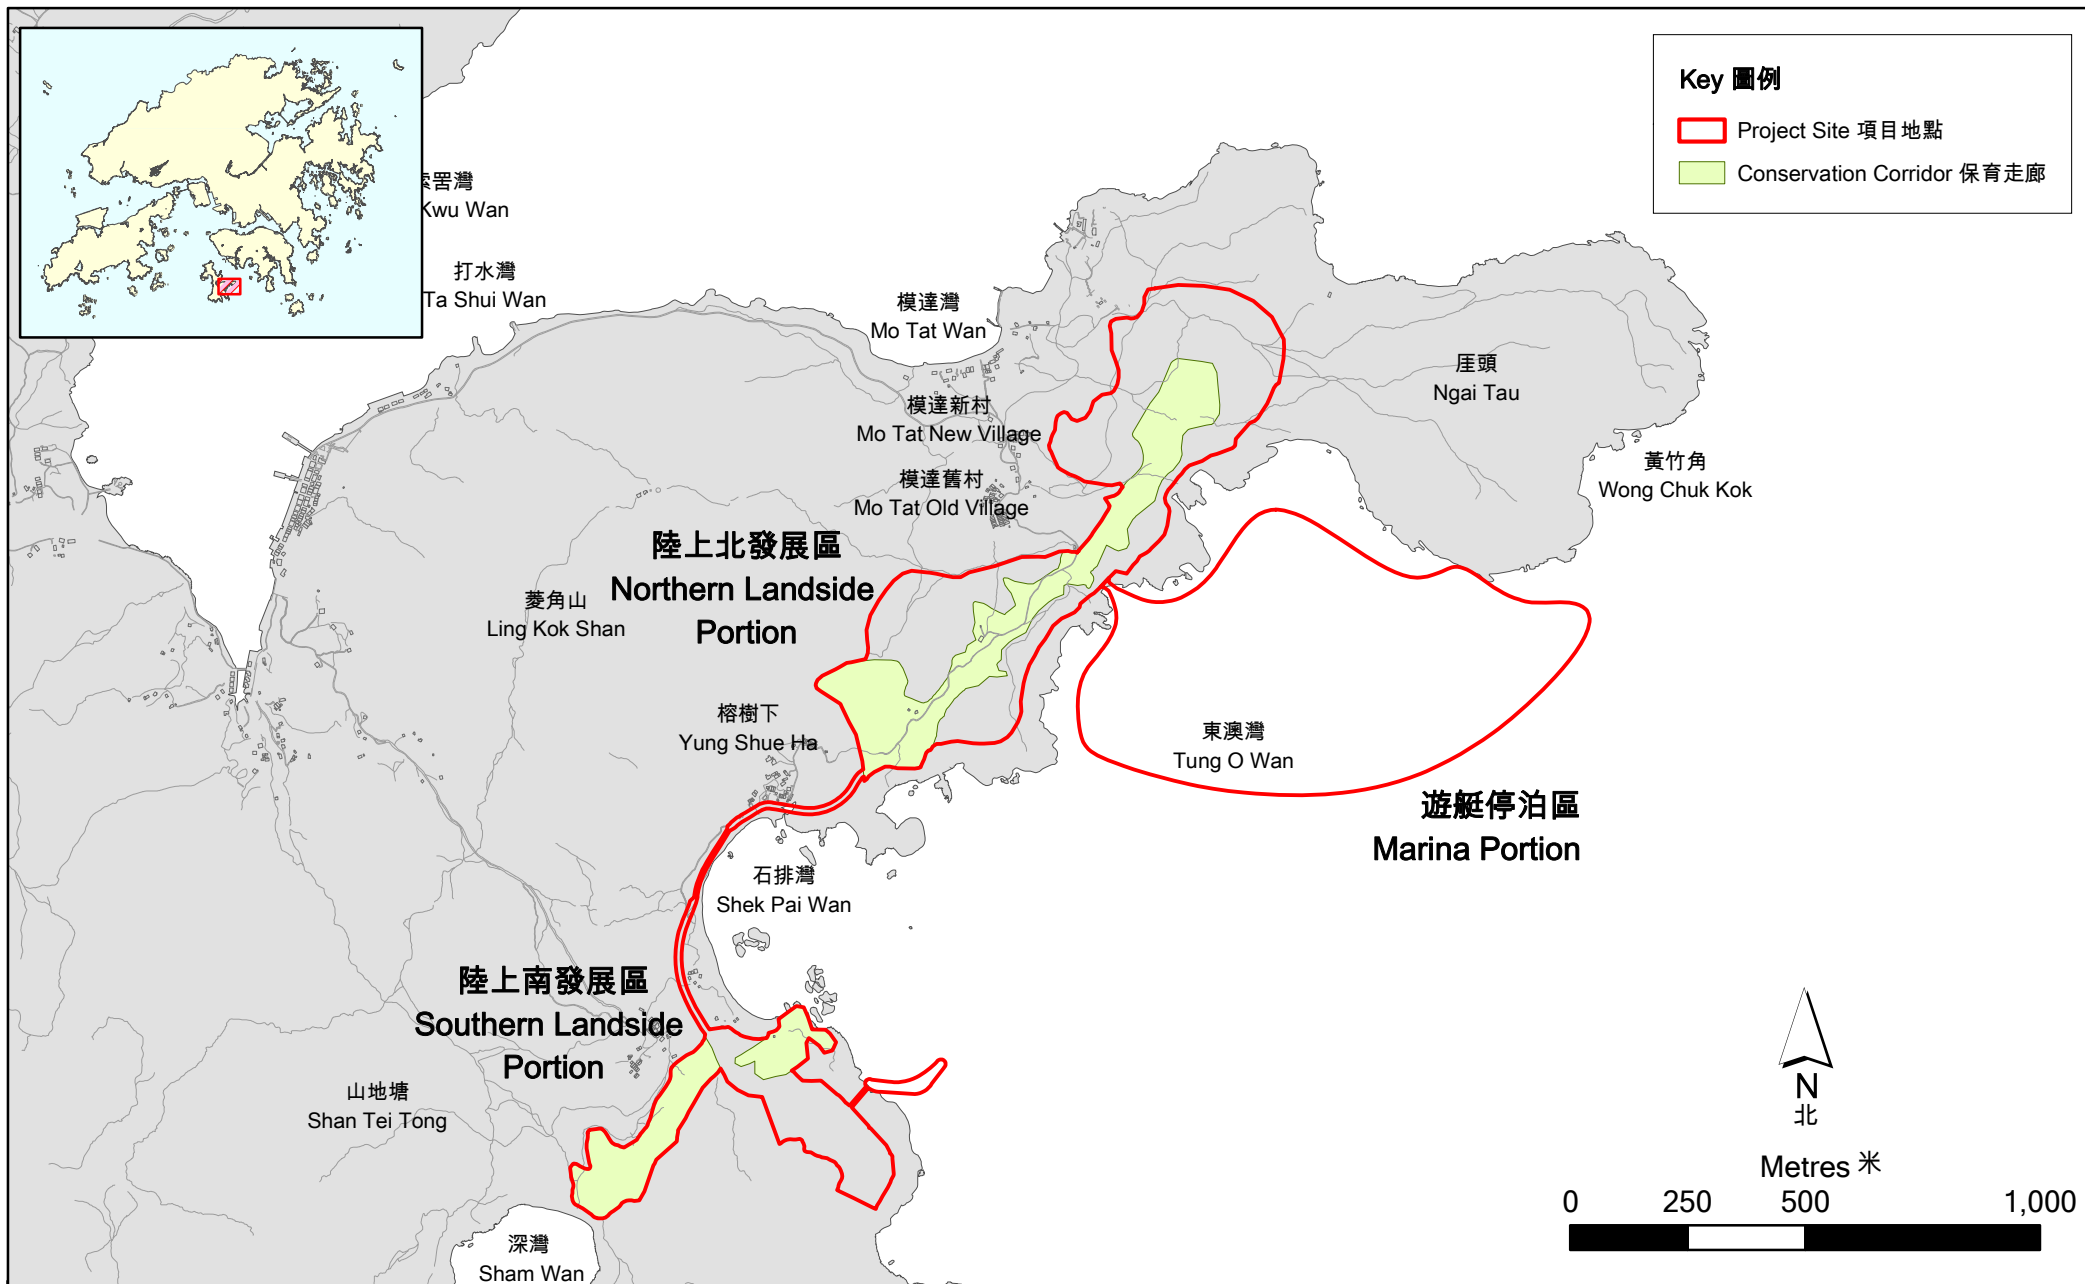 Key 圖例
Project Site 項目地點
Conservation Corridor 保育走廊
索罟灣
Kwu Wan
打水灣
Ta Shui Wan
模達灣
Mo Tat Wan
厓頭
Ngai Tau
模達新村
Mo Tat New Village
黃竹角
Wong Chuk Kok
模達舊村
Mo Tat Old Village
陸上北發展區
Northern Landside
Portion
菱角山
Ling Kok Shan
榕樹下
Yung Shue Ha
東澳灣
Tung O Wan
遊艇停泊區
Marina Portion
石排灣
Shek Pai Wan
陸上南發展區
Southern Landside
Portion
山地塘
Shan Tei Tong
深灣
Sham Wan
N
北
Metres 米
0 250 500 1,000